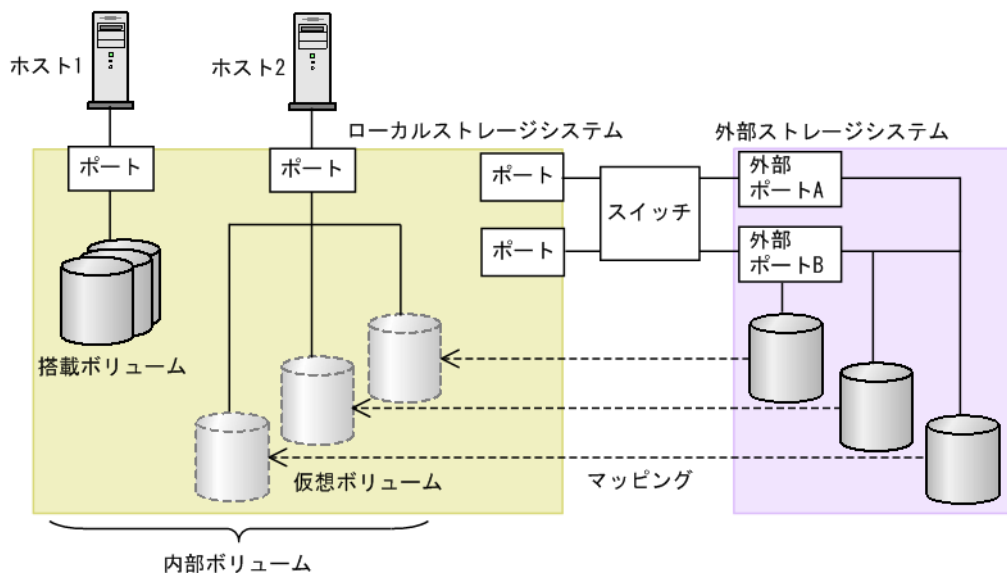 ホスト1
ホスト2
ローカルストレージシステム
外部ストレージシステム
ポート
ポート
ポート
ポート
スイッチ
外部
ポートA
外部
ポートB
搭載ボリューム
仮想ボリューム
マッピング
内部ボリューム